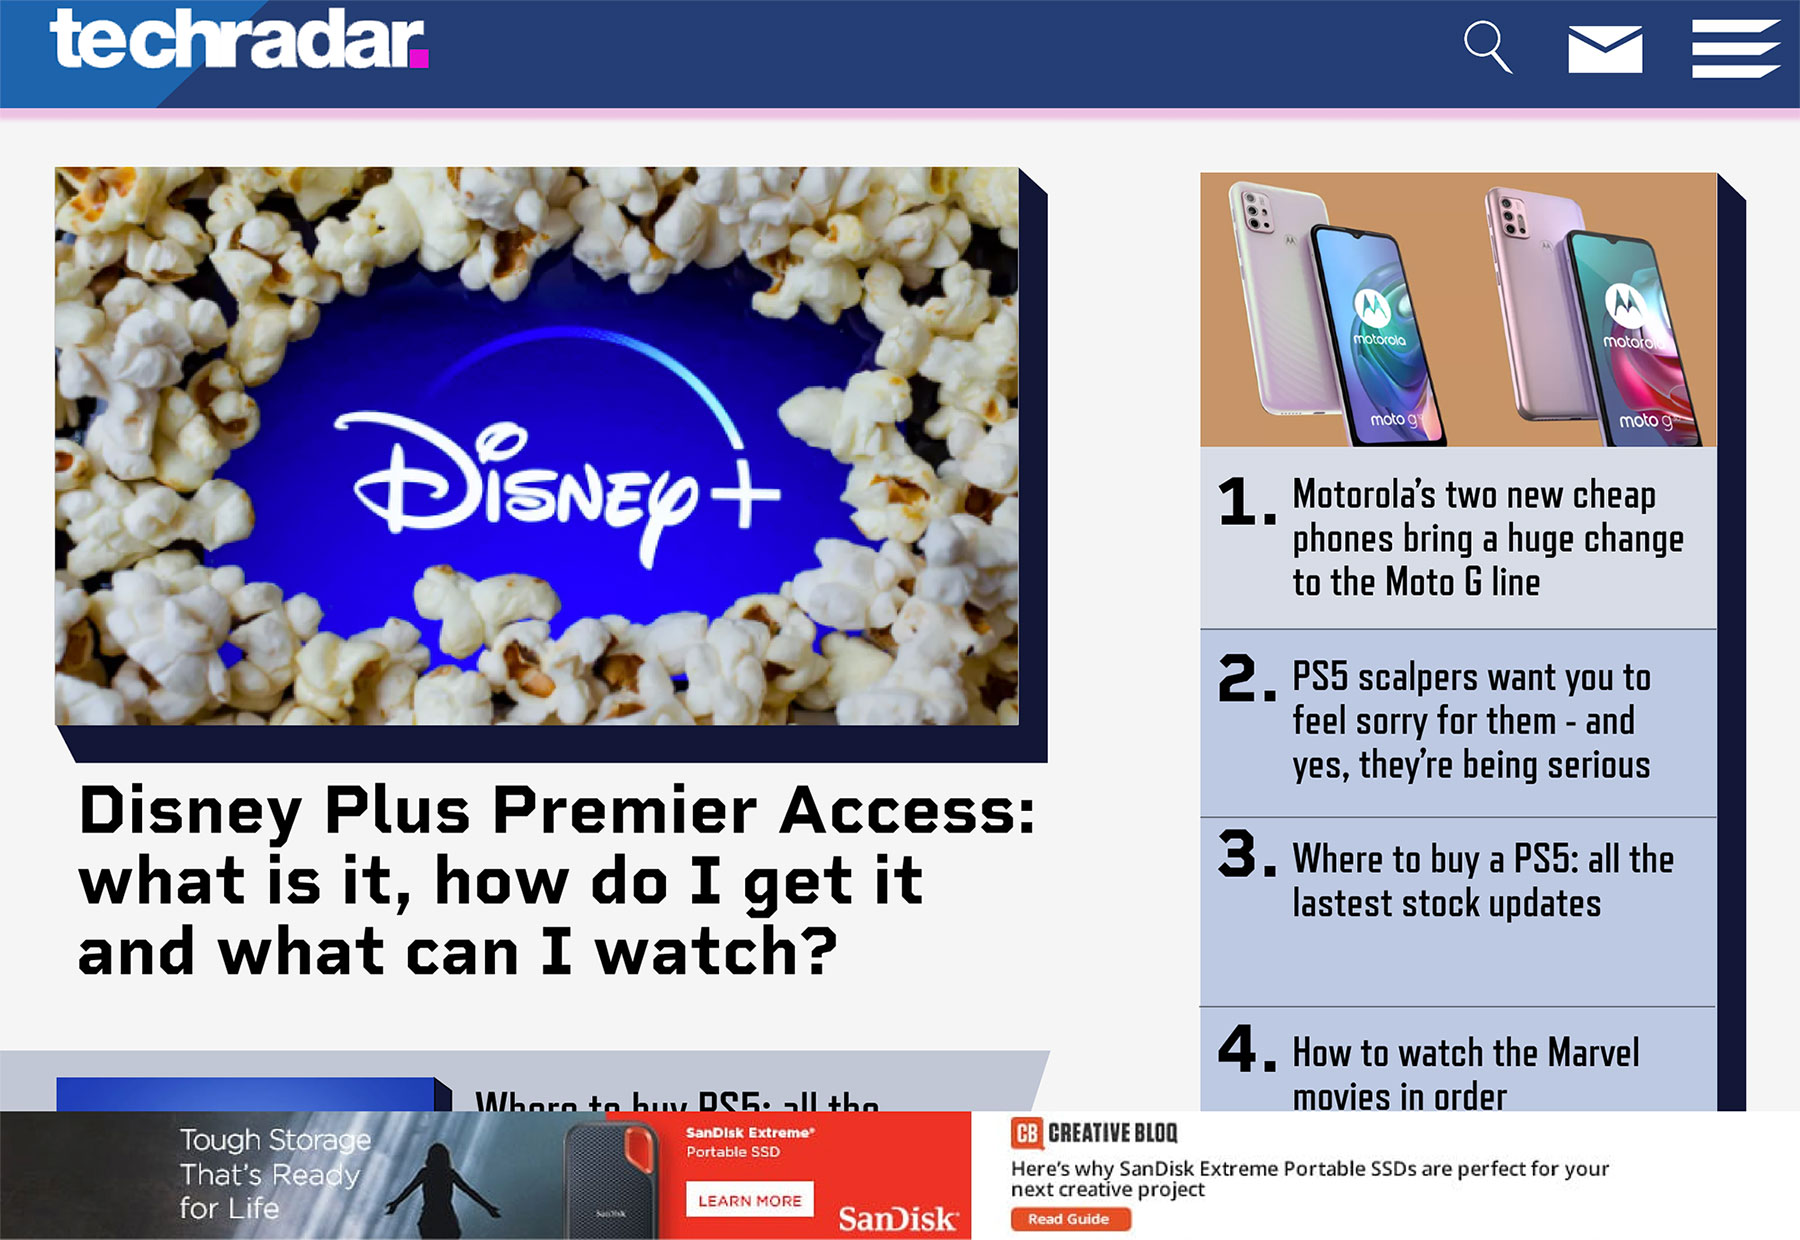 techradar.
DISNEY+
Disney Plus Premier Access:
what is it, how do I get it
and what can I watch?
motorola
moto g
motorola
moto g
1. Motorola's two new cheap
phones bring a huge change
to the Moto G line
2. PS5 scalpers want you to
feel sorry for them - and
yes, they're being serious
3. Where to buy a PS5: all the
lastest stock updates
4. How to watch the Marvel
movies in order
Where to buy PS5: all the
Tough Storage
That's Ready
for Life
SanDisk
SanDisk Extreme®
Portable SSD
LEARN MORE
SanDisk®
CB CREATIVE BLOQ
Here's why SanDisk Extreme Portable SSDs are perfect for your
next creative project
Read Guide